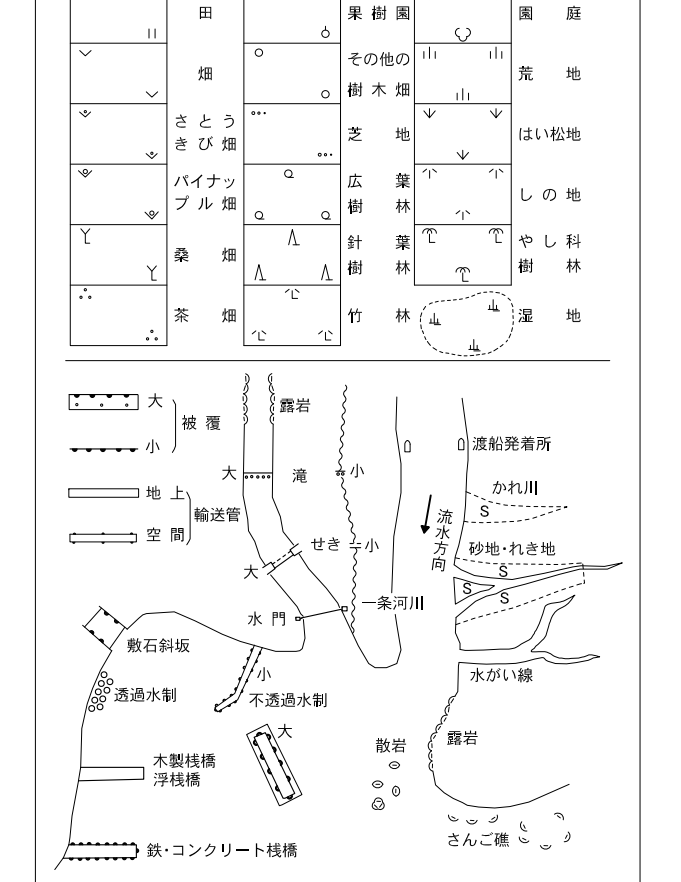 田
畑
さとう
きび畑
パイナッ
プル畑
桑畑
茶畑
果樹園
その他の
樹木畑
芝地
広葉
樹林
針葉
樹林
竹林
園庭
荒地
はい松地
しの地
やし科
樹林
湿地
大
小
被覆
地上
空間
輸送管
露岩
大
滝
小
せき
小
大
水門
一条河川
渡船発着所
かれ川
S
流水方向
砂地・れき地
S
S
S
水がい線
敷石斜坂
透過水制
小
不透過水制
大
木製桟橋
浮桟橋
鉄・コンクリート桟橋
散岩
露岩
さんご礁